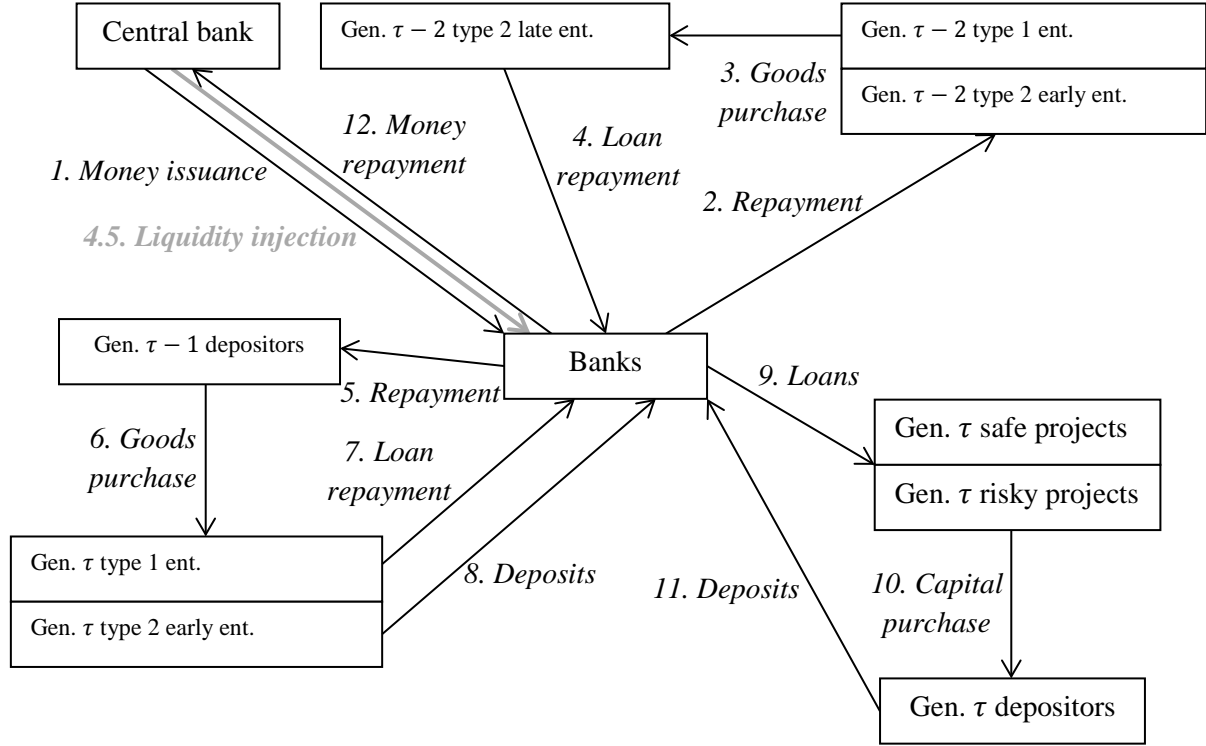 Central bank
Gen. τ − 2 type 2 late ent.
Gen. τ − 2 type 1 ent.
Gen. τ − 2 type 2 early ent.
3. Goods
purchase
12. Money
repayment
4. Loan
repayment
1. Money issuance
2. Repayment
4.5. Liquidity injection
Gen. τ − 1 depositors
Banks
5. Repayment
9. Loans
6. Goods
purchase
7. Loan
repayment
Gen. τ safe projects
Gen. τ risky projects
Gen. τ type 1 ent.
Gen. τ type 2 early ent.
8. Deposits
11. Deposits
10. Capital
purchase
Gen. τ depositors